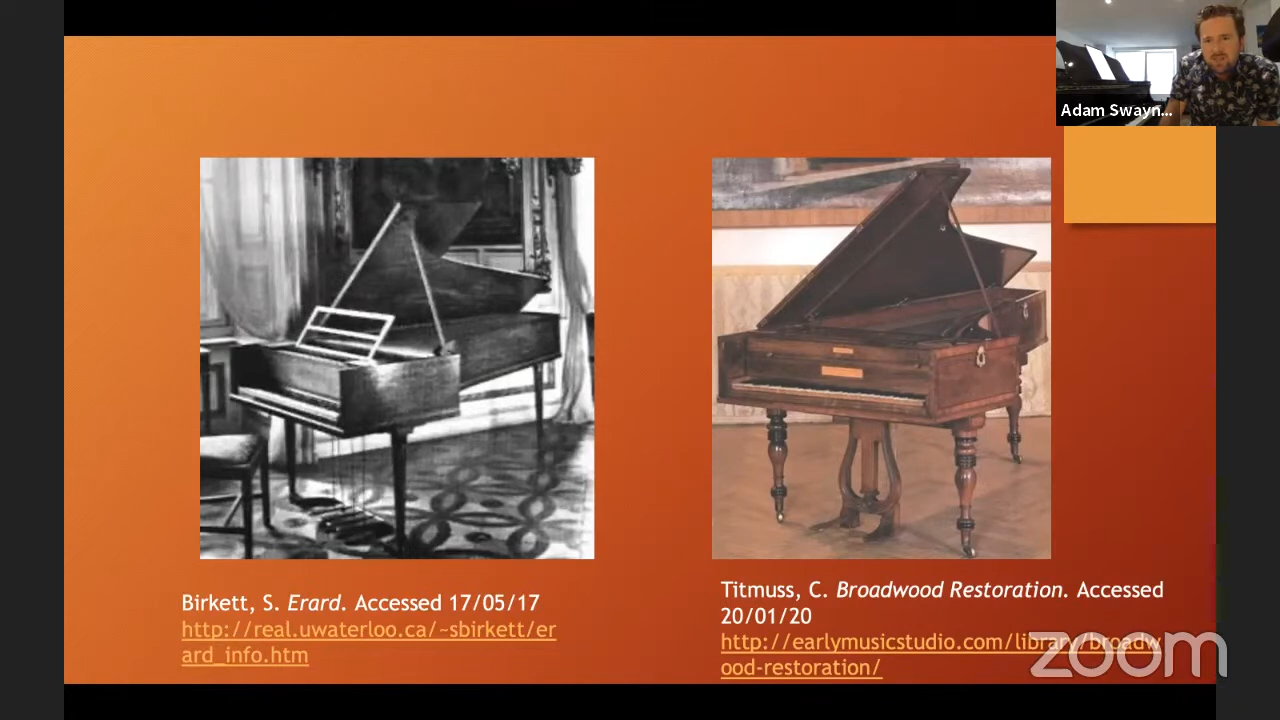 Adam Swayn...
Birkett, S. Erard. Accessed 17/05/17
http://real.uwaterloo.ca/~sbirkett/er
ard_info.htm
Titmuss, C. Broadwood Restoration. Accessed
20/01/20
http://earlymusicstudio.com/library/broadw
ood-restoration/
zoom